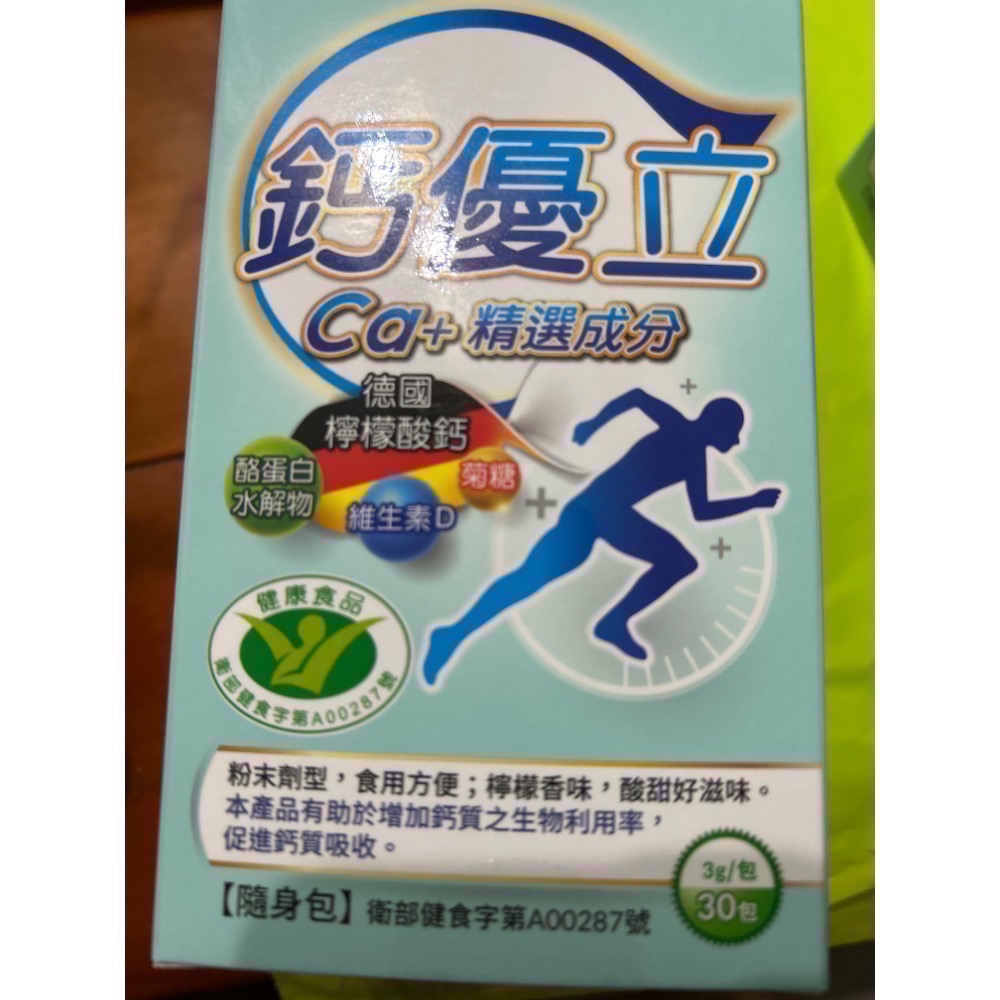 鈣優立
Ca+ 精選成分
德國
檸檬酸鈣
酪蛋白
水解物
維生素D
菊糖
健康食品
衛部健食字第A00287號
粉末劑型，食用方便；檸檬香味，酸甜好滋味。
本產品有助於增加鈣質之生物利用率，
促進鈣質吸收。
3g/包
30包
【隨身包】衛部健食字第A00287號